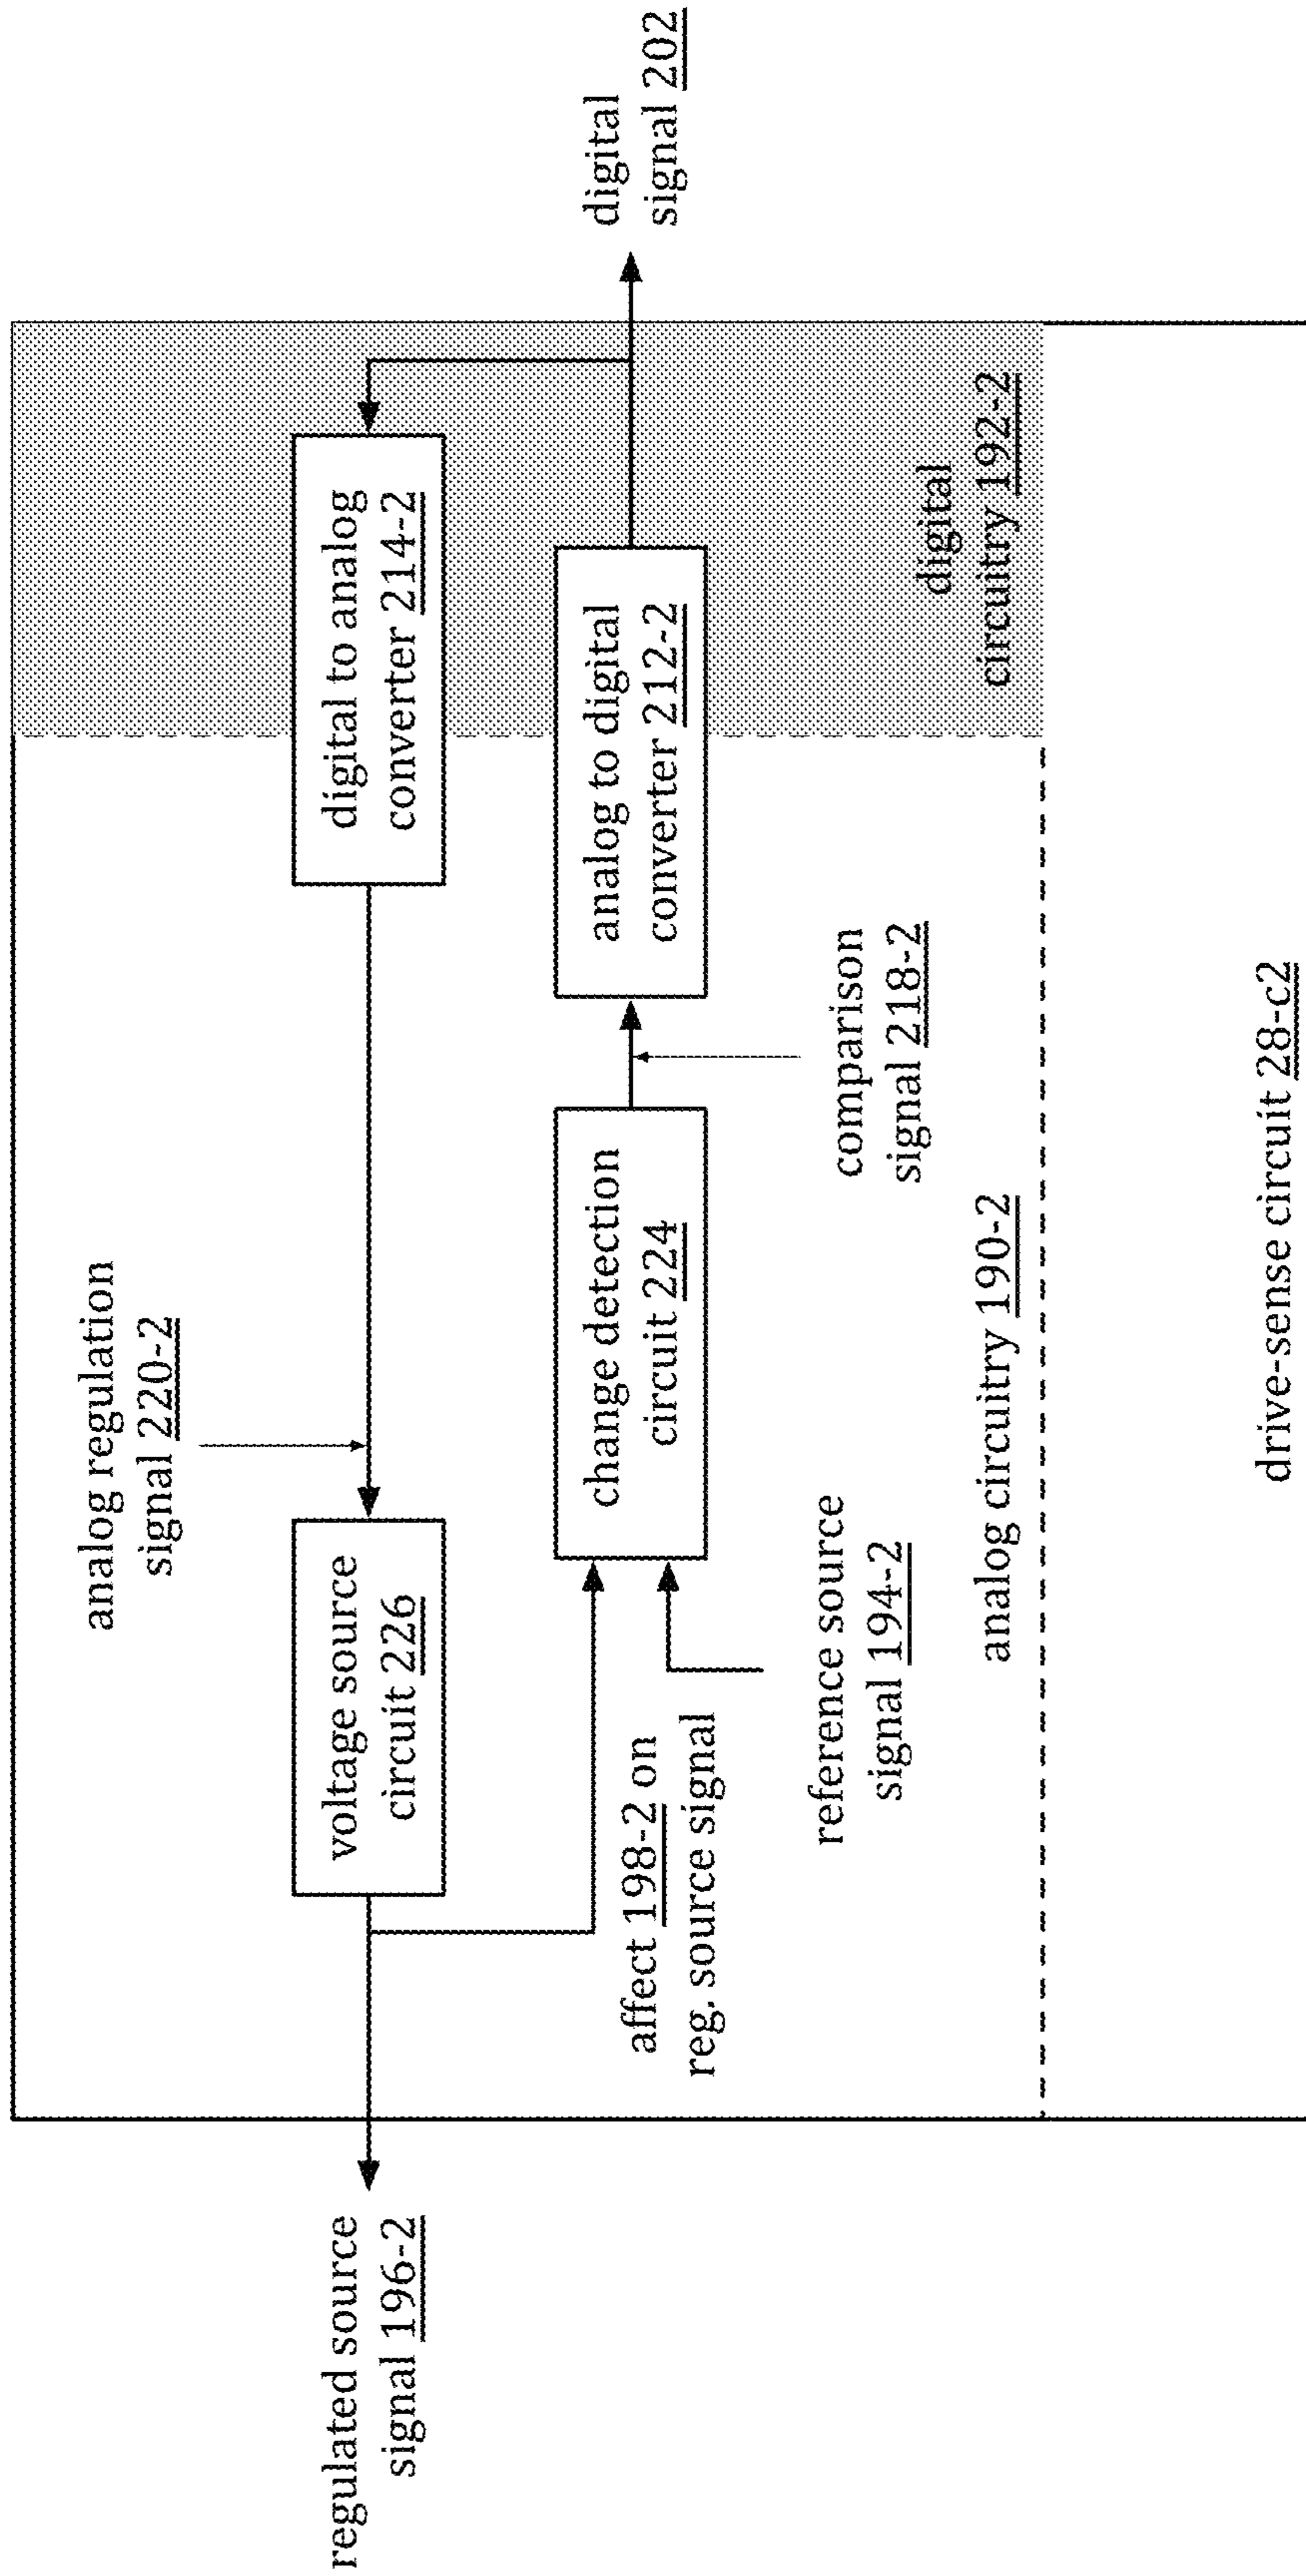 analog regulation
signal 220-2
regulated source
signal 196-2
voltage source
circuit 226
digital to analog
converter 214-2
affect 198-2 on
reg. source signal
change detection
circuit 224
analog to digital
converter 212-2
digital
signal 202
reference source
signal 194-2
comparison
signal 218-2
analog circuitry 190-2
digital
circuitry 192-2
drive-sense circuit 28-c2